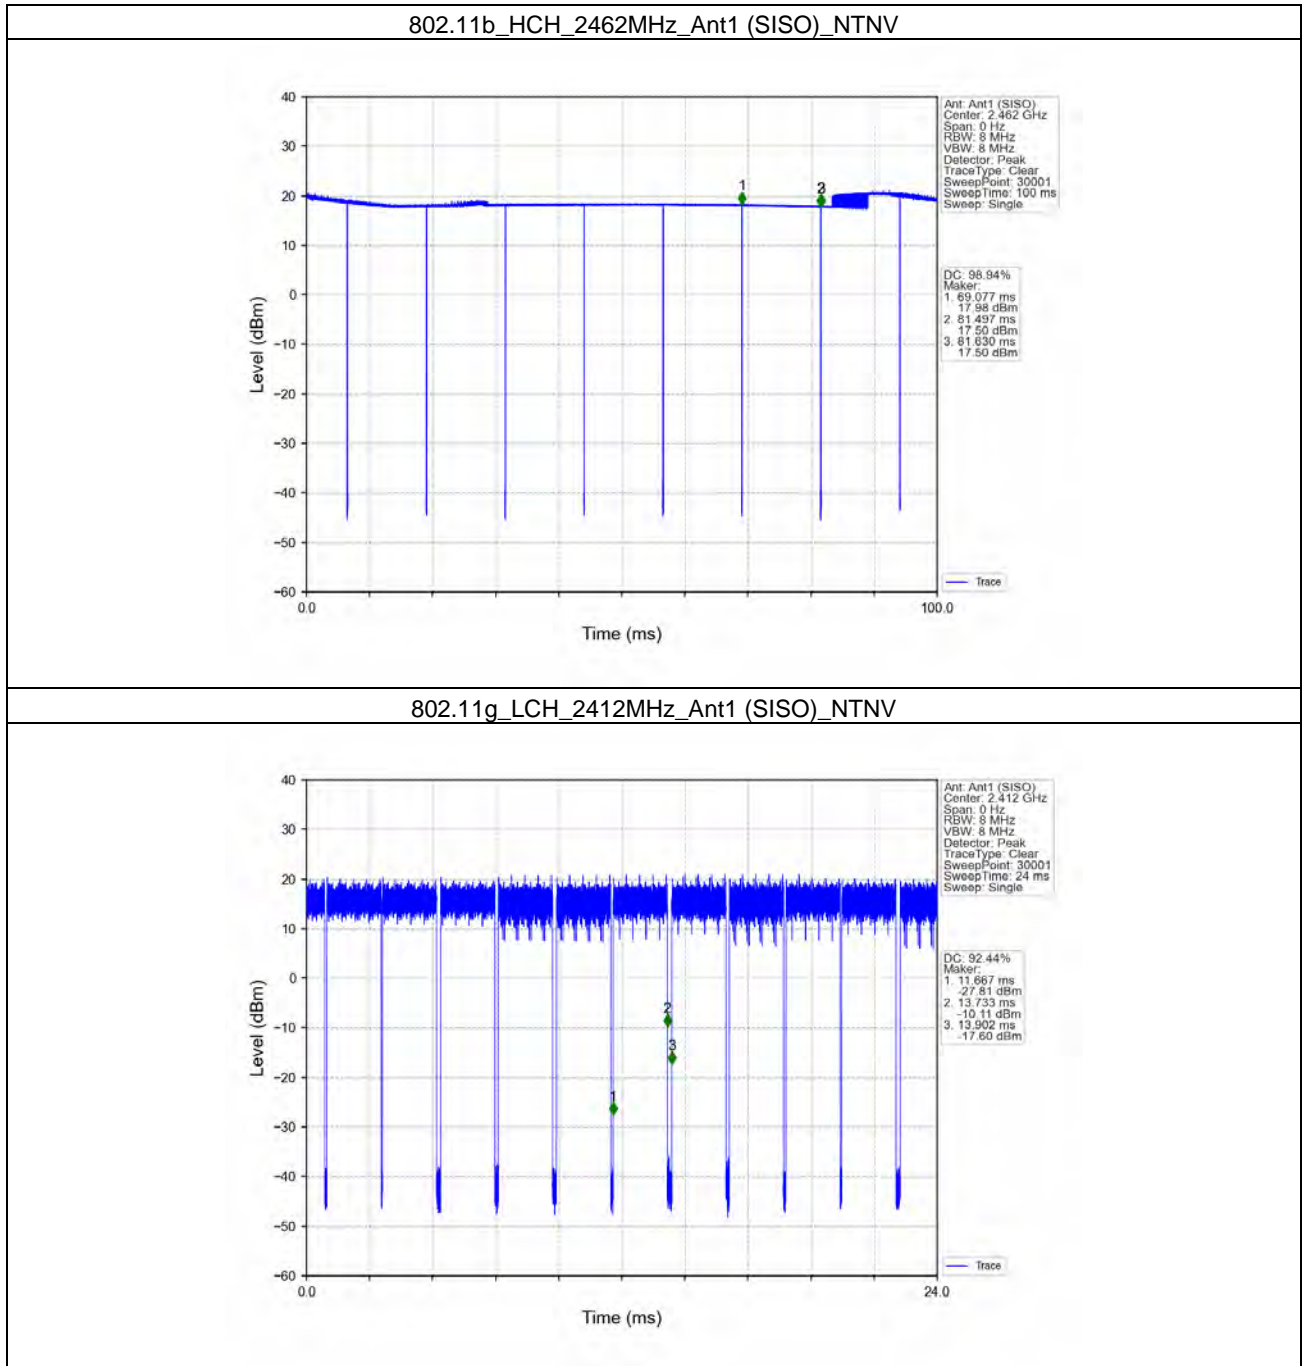 802.11b_HCH_2462MHz_Ant1 (SISO)_NTNV
40
30
20
10
0
−10
−20
−30
−40
−50
−60
Level (dBm)
0.0
100.0
Time (ms)
1
2
3
Ant: Ant1 (SISO)
Center: 2.462 GHz
Span: 0 Hz
RBW: 8 MHz
VBW: 8 MHz
Detector: Peak
TraceType: Clear
SweepPoint: 30001
SweepTime: 100 ms
Sweep: Single
DC: 98.94%
Maker:
1. 69.077 ms
17.98 dBm
2. 81.497 ms
17.50 dBm
3. 81.630 ms
17.50 dBm
Trace
802.11g_LCH_2412MHz_Ant1 (SISO)_NTNV
40
30
20
10
0
−10
−20
−30
−40
−50
−60
Level (dBm)
0.0
24.0
Time (ms)
1
2
3
Ant: Ant1 (SISO)
Center: 2.412 GHz
Span: 0 Hz
RBW: 8 MHz
VBW: 8 MHz
Detector: Peak
TraceType: Clear
SweepPoint: 30001
SweepTime: 24 ms
Sweep: Single
DC: 92.44%
Maker:
1. 11.667 ms
-27.81 dBm
2. 13.733 ms
-10.11 dBm
3. 13.902 ms
-17.60 dBm
Trace